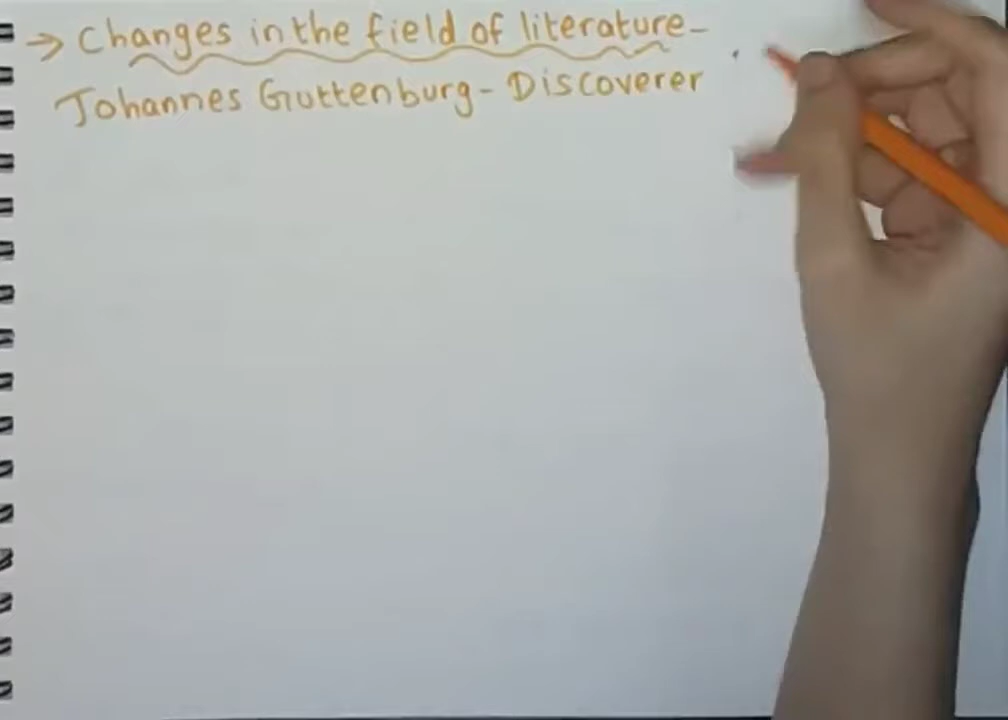 → Changes in the field of literature-
Johannes Guttenburg - Discoverer